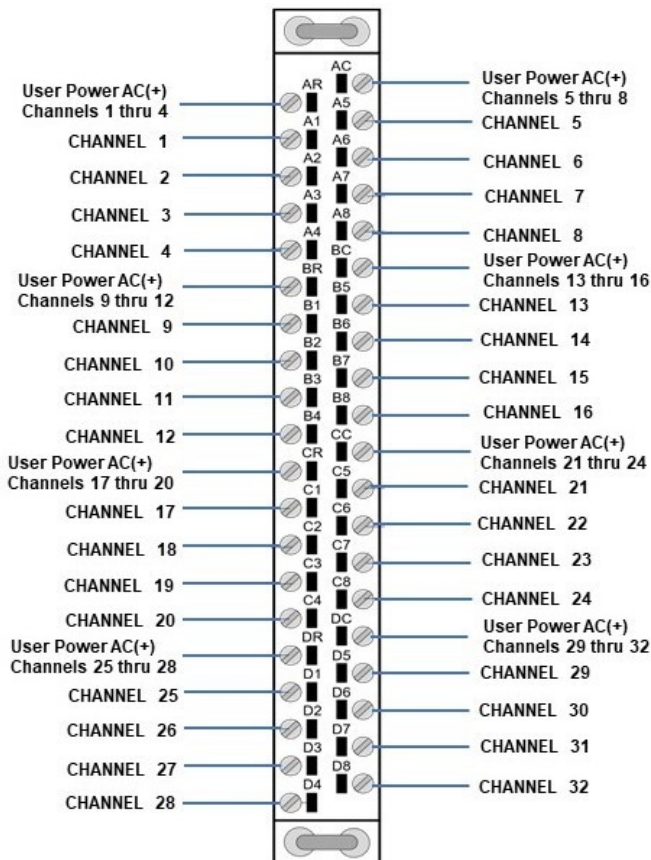 User Power AC(+)
Channels 1 thru 4
CHANNEL 1
CHANNEL 2
CHANNEL 3
CHANNEL 4
User Power AC(+)
Channels 9 thru 12
CHANNEL 9
CHANNEL 10
CHANNEL 11
CHANNEL 12
User Power AC(+)
Channels 17 thru 20
CHANNEL 17
CHANNEL 18
CHANNEL 19
CHANNEL 20
User Power AC(+)
Channels 25 thru 28
CHANNEL 25
CHANNEL 26
CHANNEL 27
CHANNEL 28
AR
A1
A2
A3
A4
BR
B1
B2
B3
B4
CR
C1
C2
C3
C4
DR
D1
D2
D3
D4
AC
A5
A6
A7
A8
BC
B5
B6
B7
B8
CC
C5
C6
C7
C8
DC
D5
D6
D7
D8
User Power AC(+)
Channels 5 thru 8
CHANNEL 5
CHANNEL 6
CHANNEL 7
CHANNEL 8
User Power AC(+)
Channels 13 thru 16
CHANNEL 13
CHANNEL 14
CHANNEL 15
CHANNEL 16
User Power AC(+)
Channels 21 thru 24
CHANNEL 21
CHANNEL 22
CHANNEL 23
CHANNEL 24
User Power AC(+)
Channels 29 thru 32
CHANNEL 29
CHANNEL 30
CHANNEL 31
CHANNEL 32